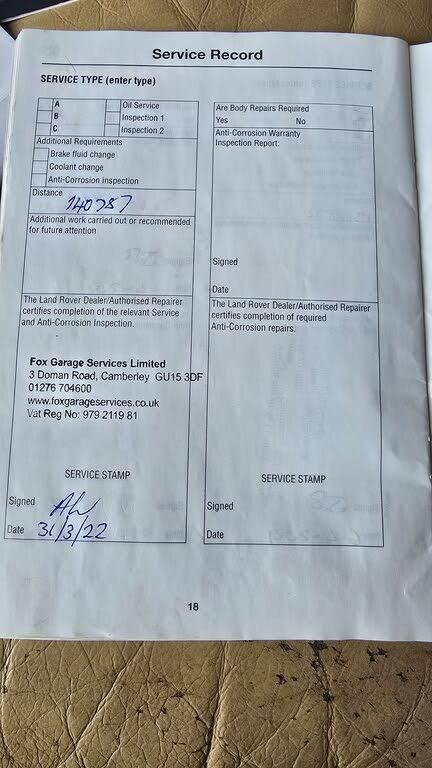 Service Record
SERVICE TYPE (enter type)
A Oil Service
B Inspection 1
C Inspection 2
Additional Requirements
Brake fluid change
Coolant change
Anti-Corrosion inspection
Distance
140787
Additional work carried out or recommended
for future attention
The Land Rover Dealer/Authorised Repairer
certifies completion of the relevant Service
and Anti-Corrosion Inspection.
Fox Garage Services Limited
3 Doman Road, Camberley GU15 3DF
01276 704600
www.foxgarageservices.co.uk
Vat Reg No: 979 2119 81
SERVICE STAMP
Signed
Date 31/3/22
Are Body Repairs Required
Yes No
Anti-Corrosion Warranty
Inspection Report:
Signed
Date
The Land Rover Dealer/Authorised Repairer
certifies completion of required
Anti-Corrosion repairs.
SERVICE STAMP
Signed
Date
18